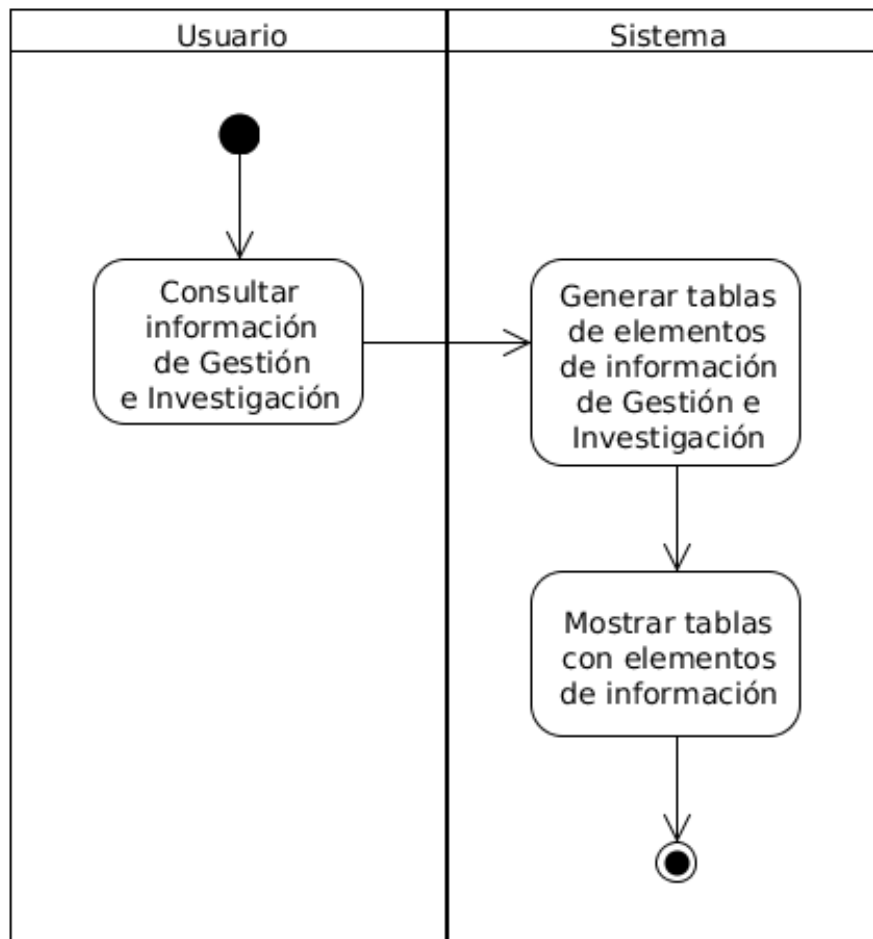 Usuario
Sistema
Consultar
información
de Gestión
e Investigación
Generar tablas
de elementos
de información
de Gestión e
Investigación
Mostrar tablas
con elementos
de información